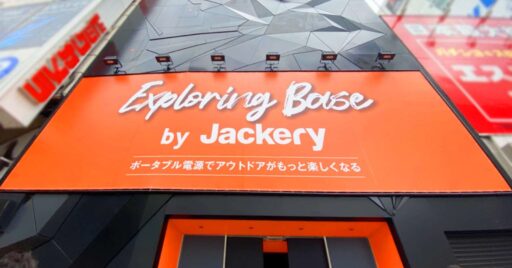 Exploring Base
by Jackery
ポータブル電源でアウトドアがもっと楽しくなる